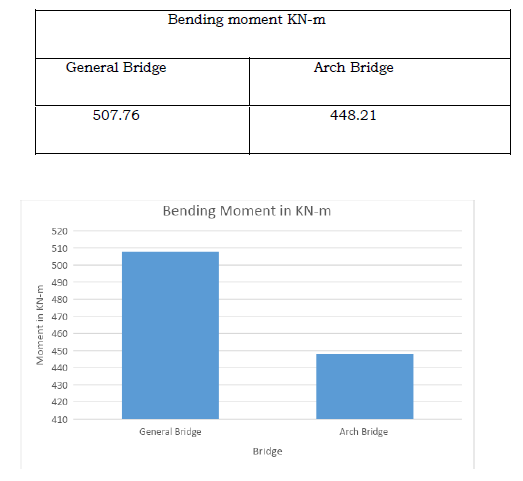 Bending moment KN-m
General Bridge Arch Bridge
507.76 448.21
Bending Moment in KN-m
520
510
500
490
480
470
460
450
440
430
420
410
Moment in KN-m
General Bridge Arch Bridge
Bridge